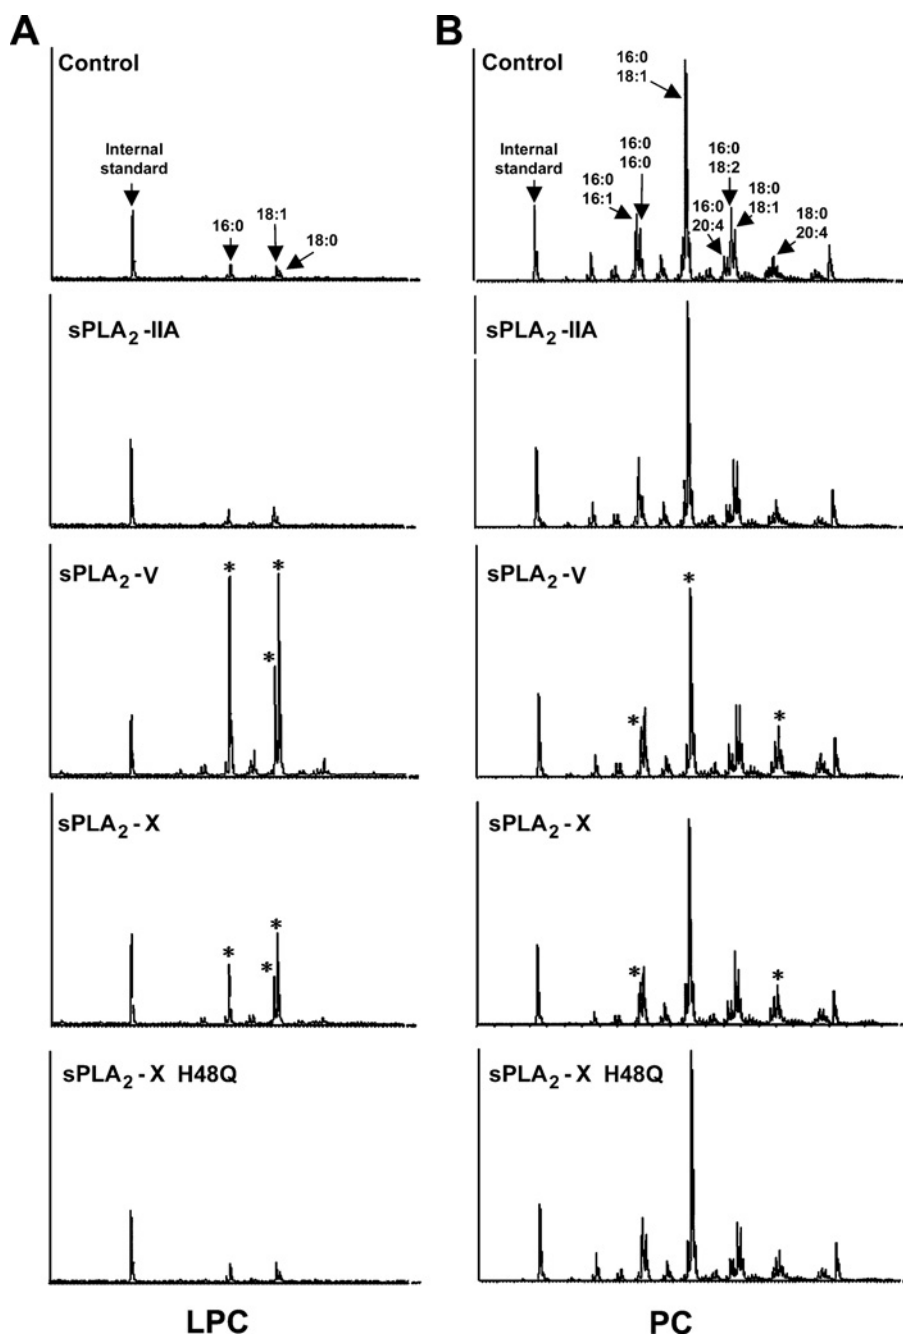 A
Control
Internal
standard
16:0
18:1
18:0
sPLA2-IIA
sPLA2-V
*
*
*
sPLA2-X
*
*
*
sPLA2-X H48Q
LPC
B
Control
Internal
standard
16:0
16:1
16:0
16:0
16:0
18:1
16:0
20:4
16:0
18:2
18:0
18:1
18:0
20:4
sPLA2-IIA
sPLA2-V
*
*
*
sPLA2-X
*
*
sPLA2-X H48Q
PC